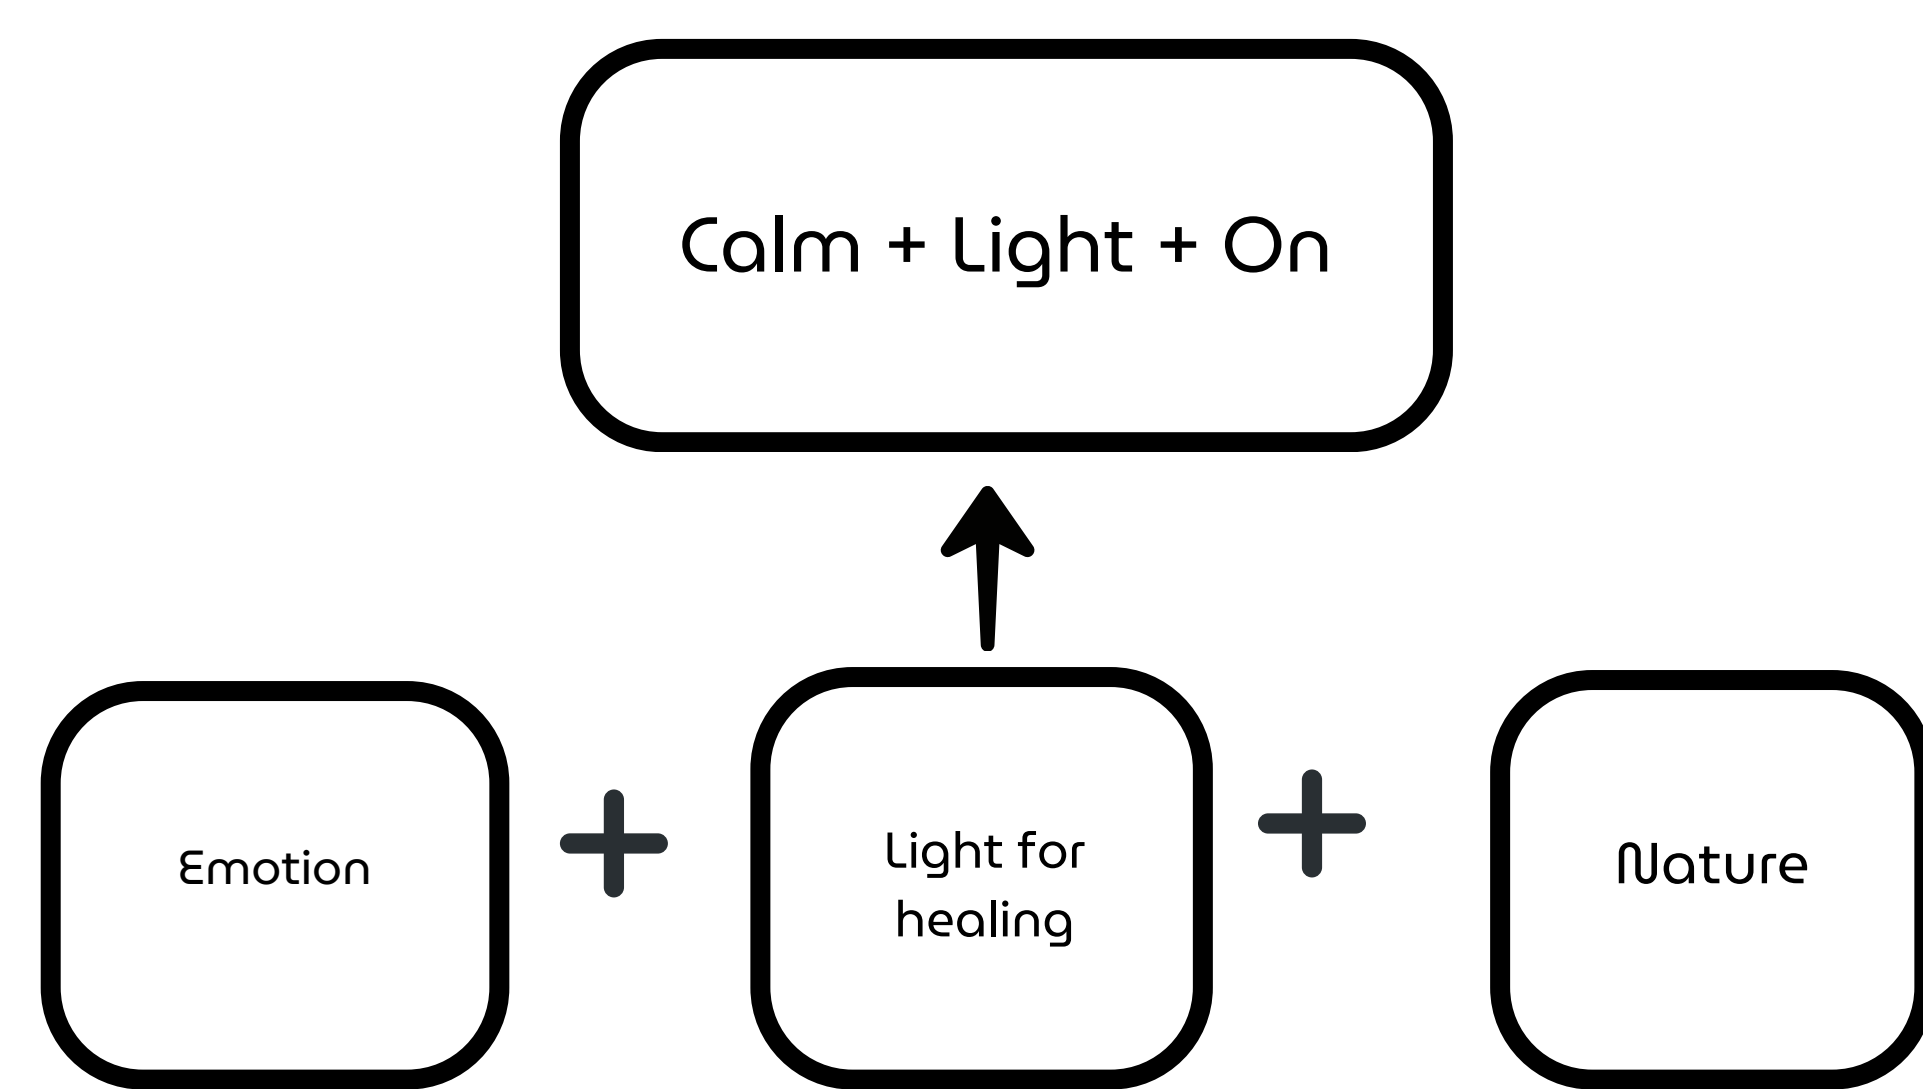 Calm + Light + On
Emotion
Light for
healing
Nature